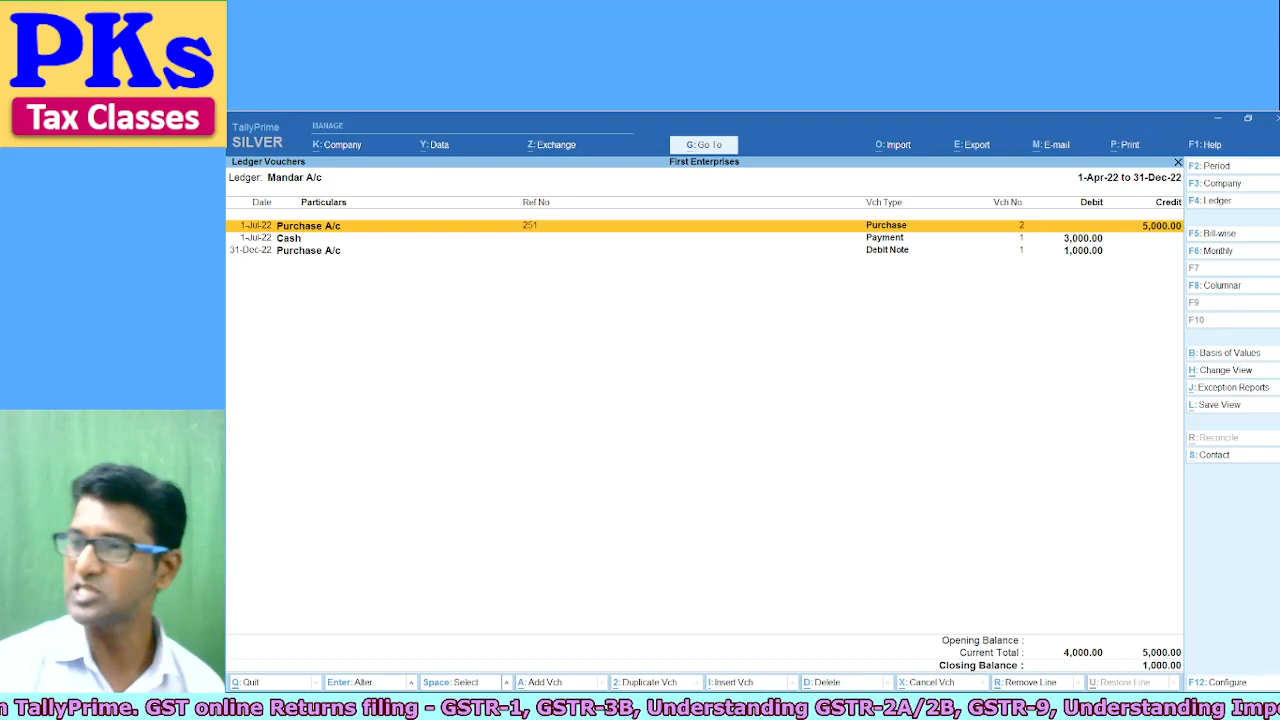 PKs
Tax Classes
TallyPrime
SILVER
MANAGE
K: Company Y: Data Z: Exchange G: Go To O: Import E: Export M: E-mail P: Print F1: Help
Ledger Vouchers First Enterprises
Ledger: Mandar A/c 1-Apr-22 to 31-Dec-22
Date Particulars Ref No Vch Type Vch No. Debit Credit
1-Jul-22 Purchase A/c 251 Purchase 2 5,000.00
1-Jul-22 Cash Payment 1 3,000.00
31-Dec-22 Purchase A/c Debit Note 1 1,000.00
Opening Balance :
Current Total : 4,000.00 5,000.00
Closing Balance : 1,000.00
F2: Period
F3: Company
F4: Ledger
F5: Bill-wise
F6: Monthly
F7
F8: Columnar
F9
F10
B: Basis of Values
H: Change View
J: Exception Reports
L: Save View
R: Reconcile
S: Contact
Q: Quit Enter: Alter Space: Select A: Add Vch 2: Duplicate Vch I: Insert Vch D: Delete X: Cancel Vch R: Remove Line U: Restore Line F12: Configure
n TallyPrime. GST online Returns filing - GSTR-1, GSTR-3B, Understanding GSTR-2A/2B, GSTR-9, Understanding Impo